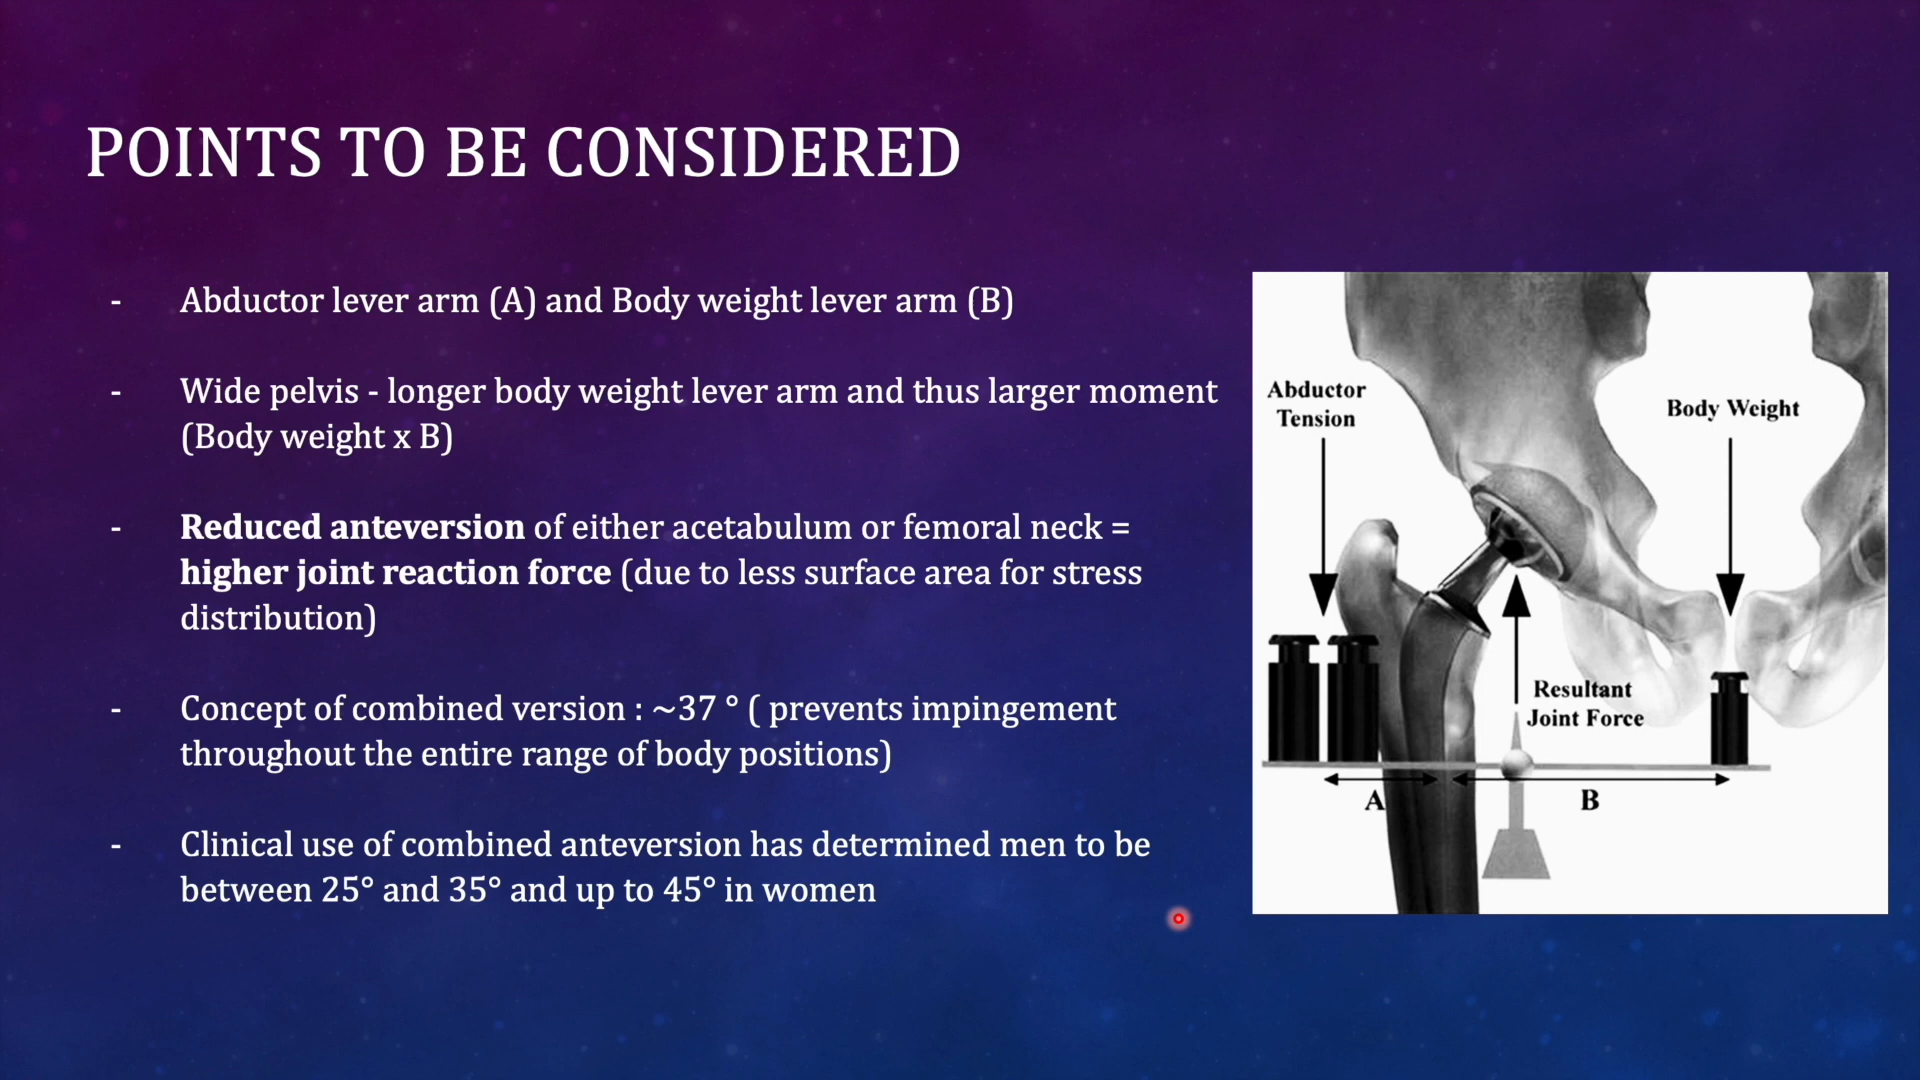 POINTS TO BE CONSIDERED
- Abductor lever arm (A) and Body weight lever arm (B)
- Wide pelvis - longer body weight lever arm and thus larger moment
(Body weight x B)
- Reduced anteversion of either acetabulum or femoral neck =
higher joint reaction force (due to less surface area for stress
distribution)
- Concept of combined version : ~37 ° ( prevents impingement
throughout the entire range of body positions)
- Clinical use of combined anteversion has determined men to be
between 25° and 35° and up to 45° in women
Abductor
Tension
Body Weight
Resultant
Joint Force
A
B